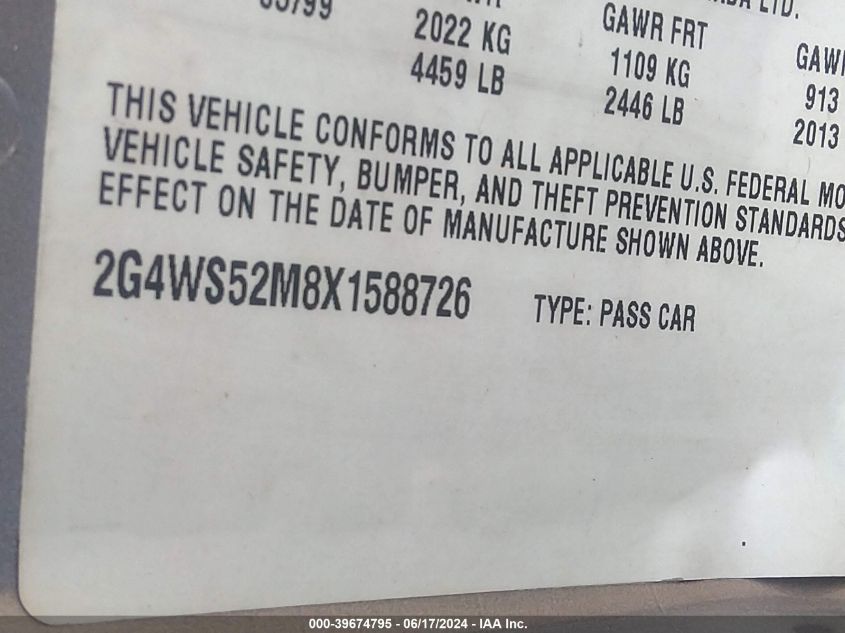 LTD.
/99
2022 KG
4459 LB
GAWR FRT
1109 KG
2446 LB
913
2013
THIS VEHICLE CONFORMS TO ALL APPLICABLE U.S. FEDERAL MO
VEHICLE SAFETY, BUMPER, AND THEFT PREVENTION STANDARDS
EFFECT ON THE DATE OF MANUFACTURE SHOWN ABOVE.
2G4WS52M8X1588726 TYPE: PASS CAR
000-39674795 - 06/17/2024 - IAA Inc.